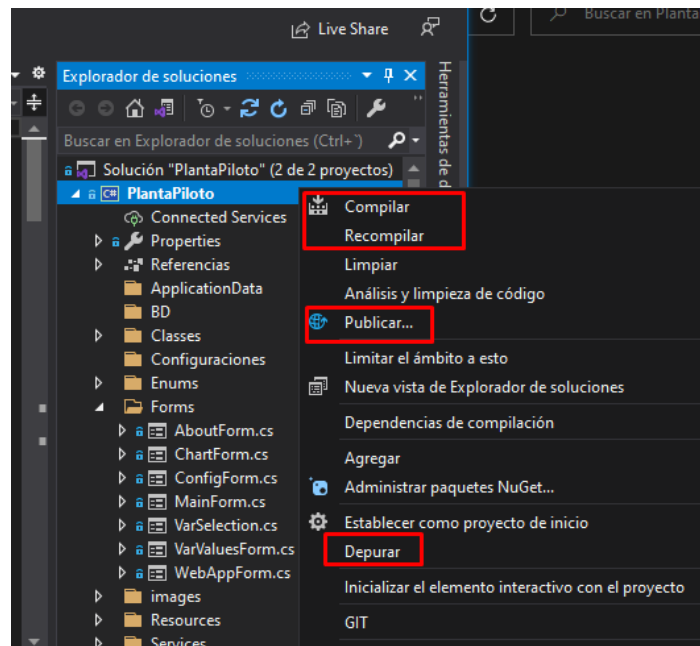 Live Share
Buscar en Planta
Explorador de soluciones
Buscar en Explorador de soluciones (Ctrl+`)
Solución "PlantaPiloto" (2 de 2 proyectos)
C# PlantaPiloto
Connected Services
Properties
Referencias
ApplicationData
BD
Classes
Configuraciones
Enums
Forms
AboutForm.cs
ChartForm.cs
ConfigForm.cs
MainForm.cs
VarSelection.cs
VarValuesForm.cs
WebAppForm.cs
images
Resources
Services
Herramientas de d
Compilar
Recompilar
Limpiar
Análisis y limpieza de código
Publicar...
Limitar el ámbito a esto
Nueva vista de Explorador de soluciones
Dependencias de compilación
Agregar
Administrar paquetes NuGet...
Establecer como proyecto de inicio
Depurar
Inicializar el elemento interactivo con el proyecto
GIT